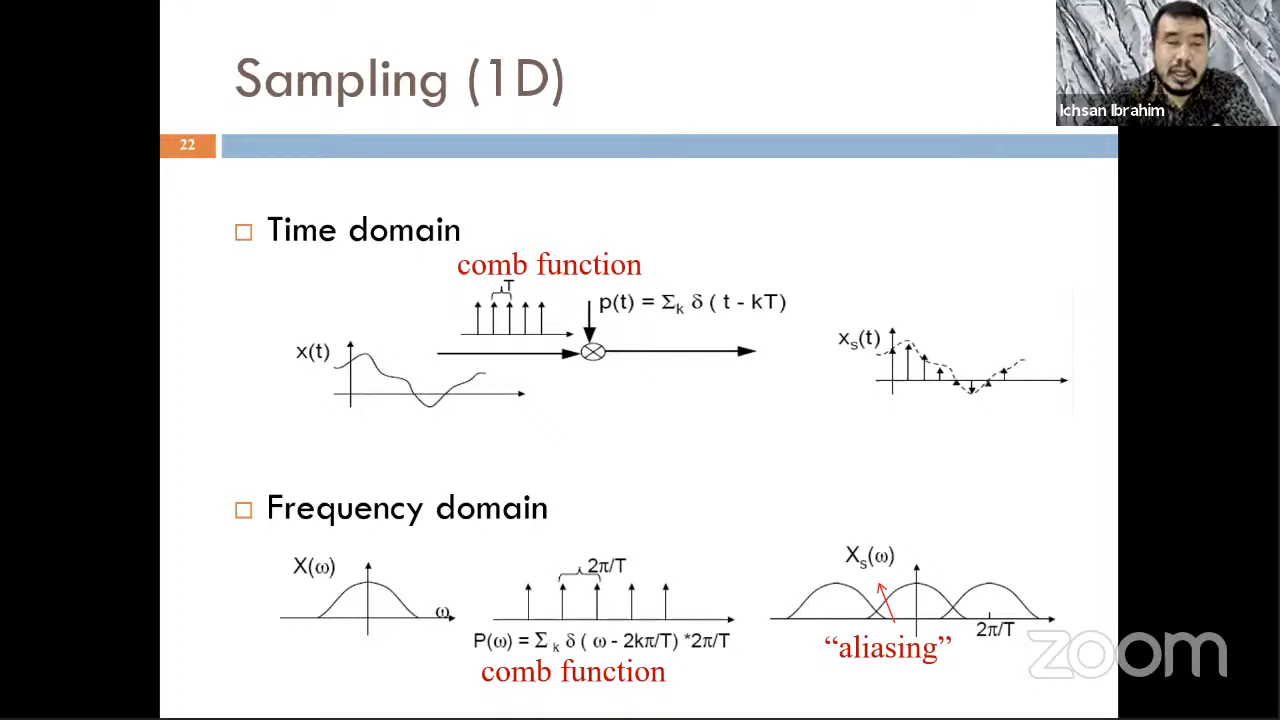 Sampling (1D)
Ichsan Ibrahim
22
Time domain
comb function
T
p(t) = Σk δ ( t - kT)
x(t)
xs(t)
Frequency domain
X(ω)
ω
2π/T
P(ω) = Σ k δ ( ω - 2kπ/T) *2π/T
comb function
Xs(ω)
2π/T
“aliasing”
zoom